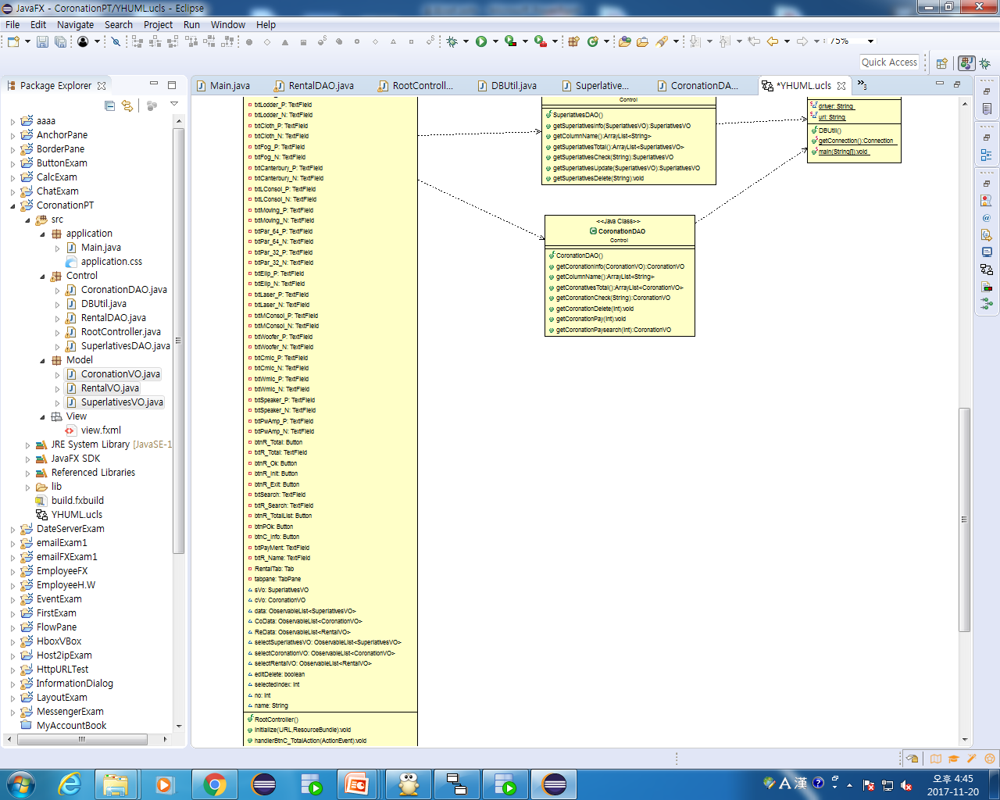 JavaFX - CoronationPT/YHUML.ucls - Eclipse
File Edit Navigate Search Project Run Window Help
75%
Quick Access
Package Explorer
Main.java RentalDAO.java RootControll... DBUtil.java Superlative... CoronationDA... *YHUML.ucls »3
aaaa
AnchorPane
BorderPane
ButtonExam
CalcExam
ChatExam
CoronationPT
src
application
Main.java
application.css
Control
CoronationDAO.java
DBUtil.java
RentalDAO.java
RootController.java
SuperlativesDAO.java
Model
CoronationVO.java
RentalVO.java
SuperlativesVO.java
View
view.fxml
JRE System Library [JavaSE-1
JavaFX SDK
Referenced Libraries
lib
build.fxbuild
YHUML.ucls
DateServerExam
emailExam1
emailFXExam1
EmployeeFX
EmployeeH.W
EventExam
FirstExam
FlowPane
HboxVBox
Host2ipExam
HttpURLTest
InformationDialog
LayoutExam
MessengerExam
MyAccountBook
txtLodder_P: TextField
txtLodder_N: TextField
txtCloth_P: TextField
txtCloth_N: TextField
txtFog_P: TextField
txtFog_N: TextField
txtCanterbury_P: TextField
txtCanterbury_N: TextField
txtLConsol_P: TextField
txtLConsol_N: TextField
txtMoving_P: TextField
txtMoving_N: TextField
txtPar_64_P: TextField
txtPar_64_N: TextField
txtPar_32_P: TextField
txtPar_32_N: TextField
txtElip_P: TextField
txtElip_N: TextField
txtLaser_P: TextField
txtLaser_N: TextField
txtMConsol_P: TextField
txtMConsol_N: TextField
txtWoofer_P: TextField
txtWoofer_N: TextField
txtCmic_P: TextField
txtCmic_N: TextField
txtWmic_P: TextField
txtWmic_N: TextField
txtSpeaker_P: TextField
txtSpeaker_N: TextField
txtPwAmp_P: TextField
txtPwAmp_N: TextField
btnR_Total: Button
txtR_Total: TextField
btnR_Ok: Button
btnR_Init: Button
btnR_Exit: Button
txtSearch: TextField
txtR_Search: TextField
btnR_TotalList: Button
btnPOk: Button
btnC_Info: Button
txtPayMent: TextField
txtR_Name: TextField
RentalTab: Tab
tabpane: TabPane
sVo: SuperlativesVO
cVo: CoronationVO
data: ObservableList<SuperlativesVO>
CoData: ObservableList<CoronationVO>
ReData: ObservableList<RentalVO>
selectSuperlativesVO: ObservableList<SuperlativesVO>
selectCoronationVO: ObservableList<CoronationVO>
selectRentalVO: ObservableList<RentalVO>
editDelete: boolean
selectedIndex: int
no: int
name: String
RootController()
initialize(URL,ResourceBundle):void
handlerBtnC_TotalAction(ActionEvent):void
Control
SuperlativesDAO()
getSuperlativesInfo(SuperlativesVO):SuperlativesVO
getColumnName():ArrayList<String>
getSuperlativesTotal():ArrayList<SuperlativesVO>
getSuperlativesCheck(String):SuperlativesVO
getSuperlativesUpdate(SuperlativesVO):SuperlativesVO
getSuperlativesDelete(String):void
driver: String
url: String
DBUtil()
getConnection():Connection
main(String[]):void
<<Java Class>>
CoronationDAO
Control
CoronationDAO()
getCoronationInfo(CoronationVO):CoronationVO
getColumnName():ArrayList<String>
getCoronativesTotal():ArrayList<CoronationVO>
getCoronationCheck(String):CoronationVO
getCoronationDelete(int):void
getCoronationPay(int):void
getCoronationPaysearch(int):CoronationVO
A 漢
오후 4:45
2017-11-20